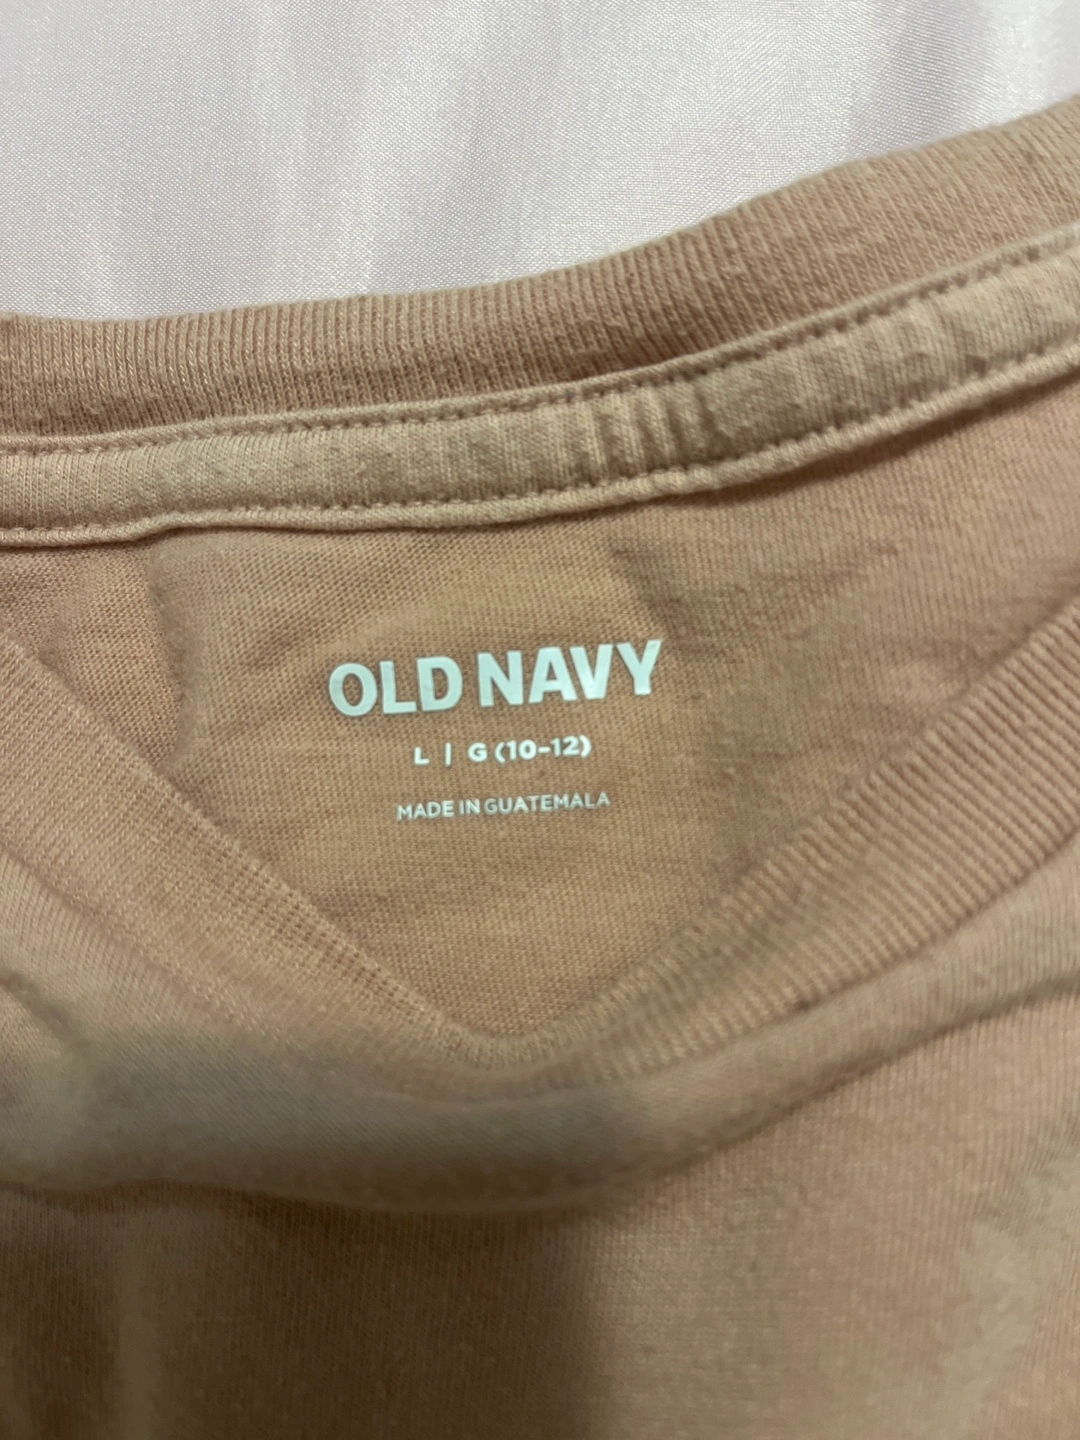 OLD NAVY
L | G (10-12)
MADE IN GUATEMALA